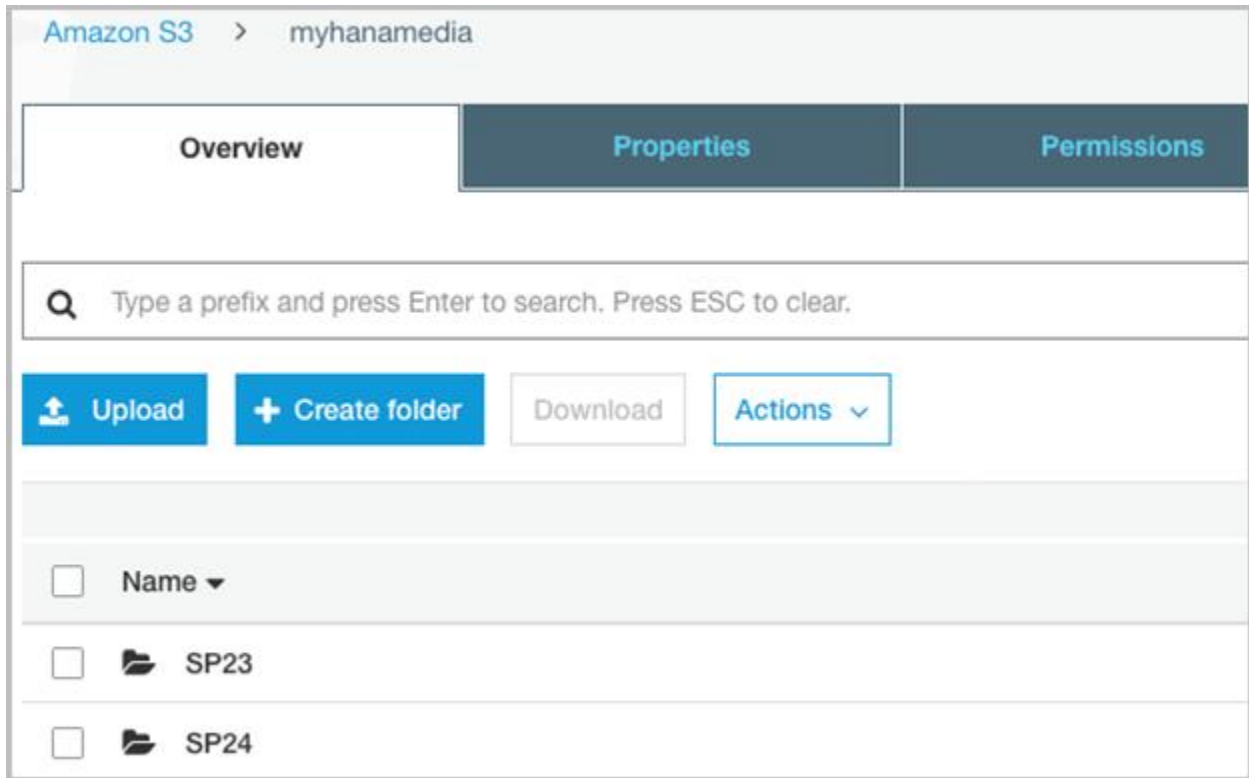 Amazon S3 > myhanamedia
Overview Properties Permissions
Type a prefix and press Enter to search. Press ESC to clear.
Upload + Create folder Download Actions
Name
SP23
SP24